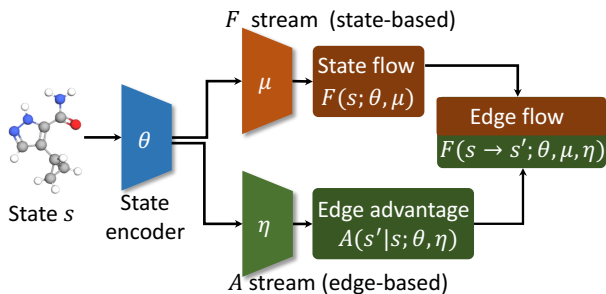 F stream (state-based)
μ
State flow
F(s; θ, μ)
Edge flow
F(s → s′; θ, μ, η)
θ
State s
State
encoder
η
Edge advantage
A(s′|s; θ, η)
A stream (edge-based)
H
N
H
H
N
N
O
H
H
H